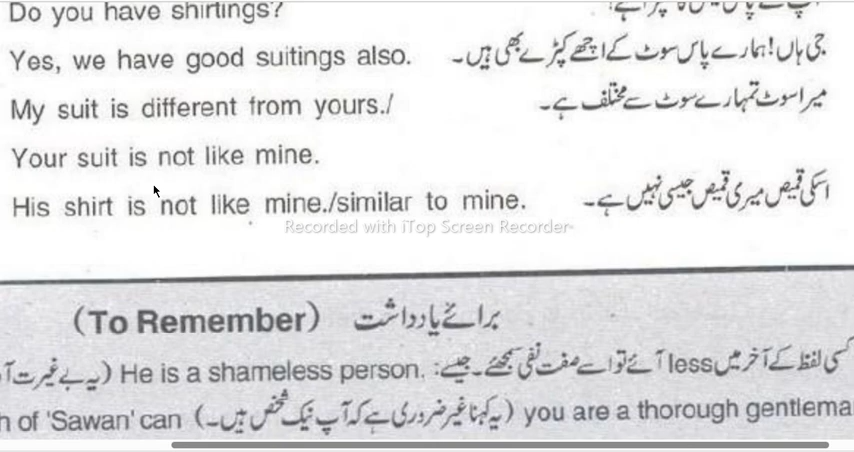 Do you have shirtings?
Yes, we have good suitings also. جی ہاں! ہمارے پاس سوٹ کے اچھے کپڑے بھی ہیں۔
My suit is different from yours./ میرا سوٹ تمہارے سوٹ سے مختلف ہے۔
Your suit is not like mine.
His shirt is not like mine./similar to mine. اسکی قمیص میری قمیص جیسی نہیں ہے۔
Recorded with iTop Screen Recorder
(To Remember) برائے یادداشت
کسی لفظ کے آخر میں less آئے تو اسے صفت نفی سمجھئے۔ جیسے: He is a shameless person. (یہ بے غیرت
of 'Sawan' can (یہ کہنا غیر ضروری ہے کہ آپ نیک شخص ہیں۔) you are a thorough